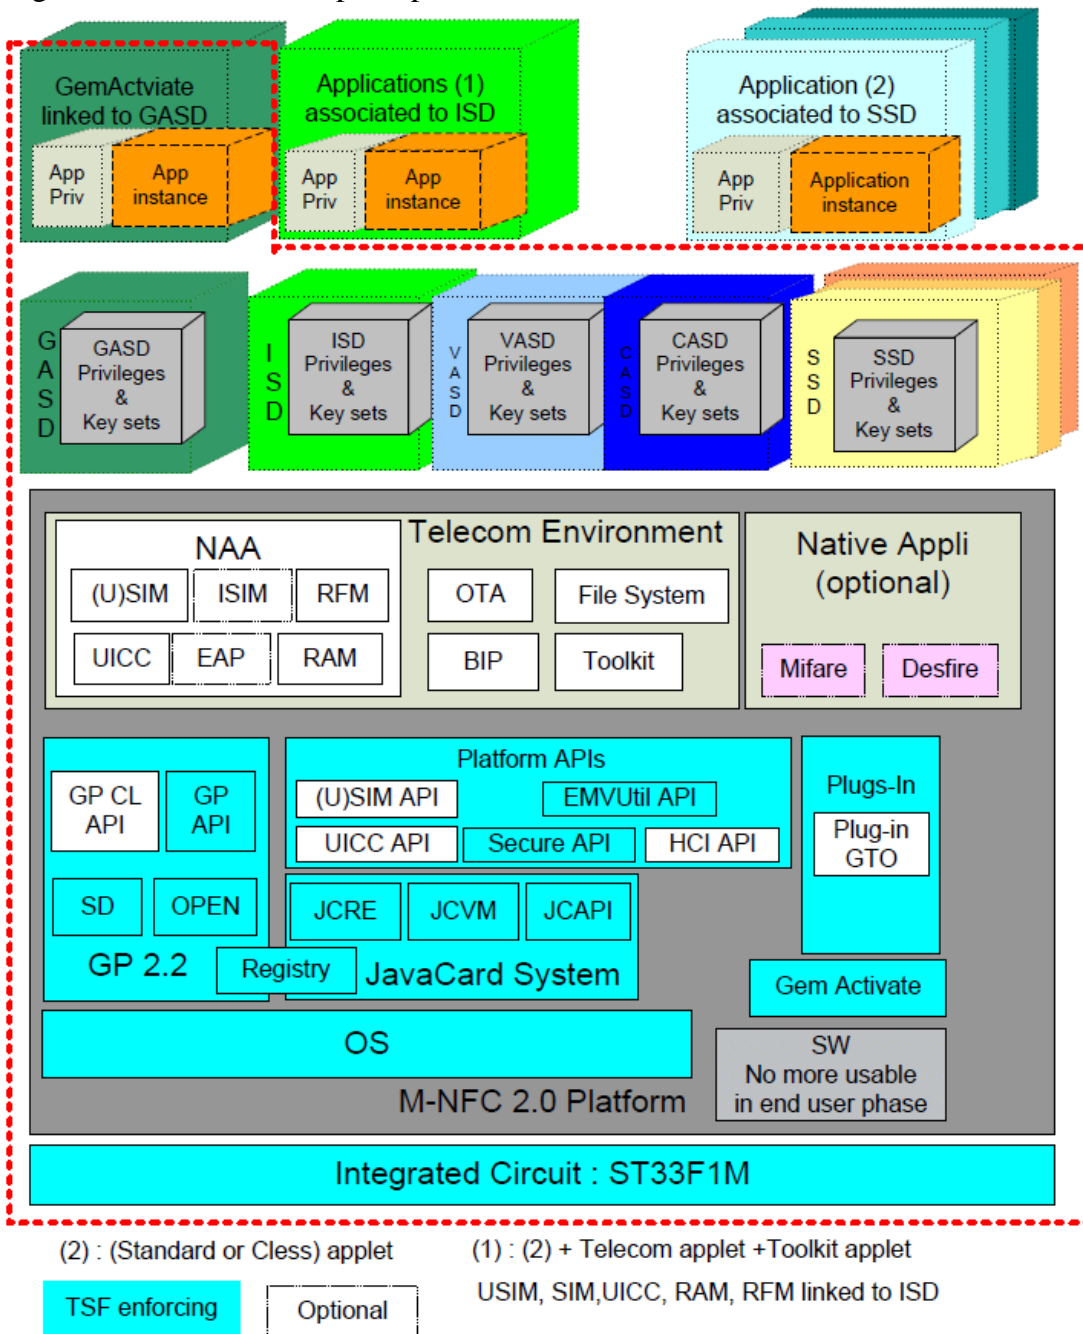 GemActviate
linked to GASD
App
Priv
App
instance
Applications (1)
associated to ISD
App
Priv
App
instance
Application (2)
associated to SSD
App
Priv
Application
instance
GASD
GASD
Privileges
&
Key sets
ISD
ISD
Privileges
&
Key sets
VASD
VASD
Privileges
&
Key sets
CASD
CASD
Privileges
&
Key sets
SSD
SSD
Privileges
&
Key sets
Telecom Environment
NAA
(U)SIM
ISIM
RFM
UICC
EAP
RAM
OTA
File System
BIP
Toolkit
Native Appli
(optional)
Mifare
Desfire
GP CL
API
GP
API
SD
OPEN
GP 2.2
Registry
Platform APIs
(U)SIM API
EMVUtil API
UICC API
Secure API
HCI API
JCRE
JCVM
JCAPI
JavaCard System
Plugs-In
Plug-in
GTO
Gem Activate
OS
SW
No more usable
in end user phase
M-NFC 2.0 Platform
Integrated Circuit : ST33F1M
(2) : (Standard or Cless) applet
(1) : (2) + Telecom applet +Toolkit applet
USIM, SIM,UICC, RAM, RFM linked to ISD
TSF enforcing
Optional